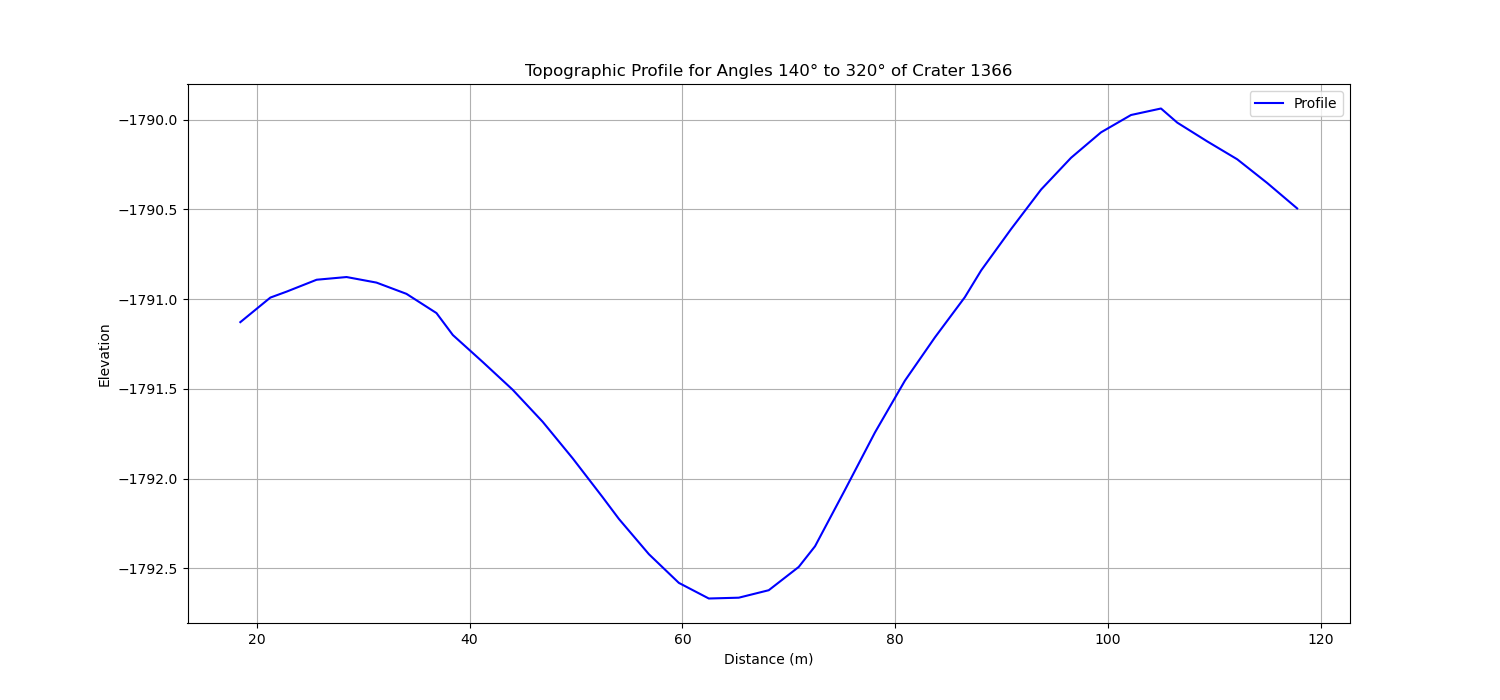 Topographic Profile for Angles 140° to 320° of Crater 1366
Profile
−1790.0
−1790.5
−1791.0
−1791.5
−1792.0
−1792.5
Elevation
20 40 60 80 100 120
Distance (m)